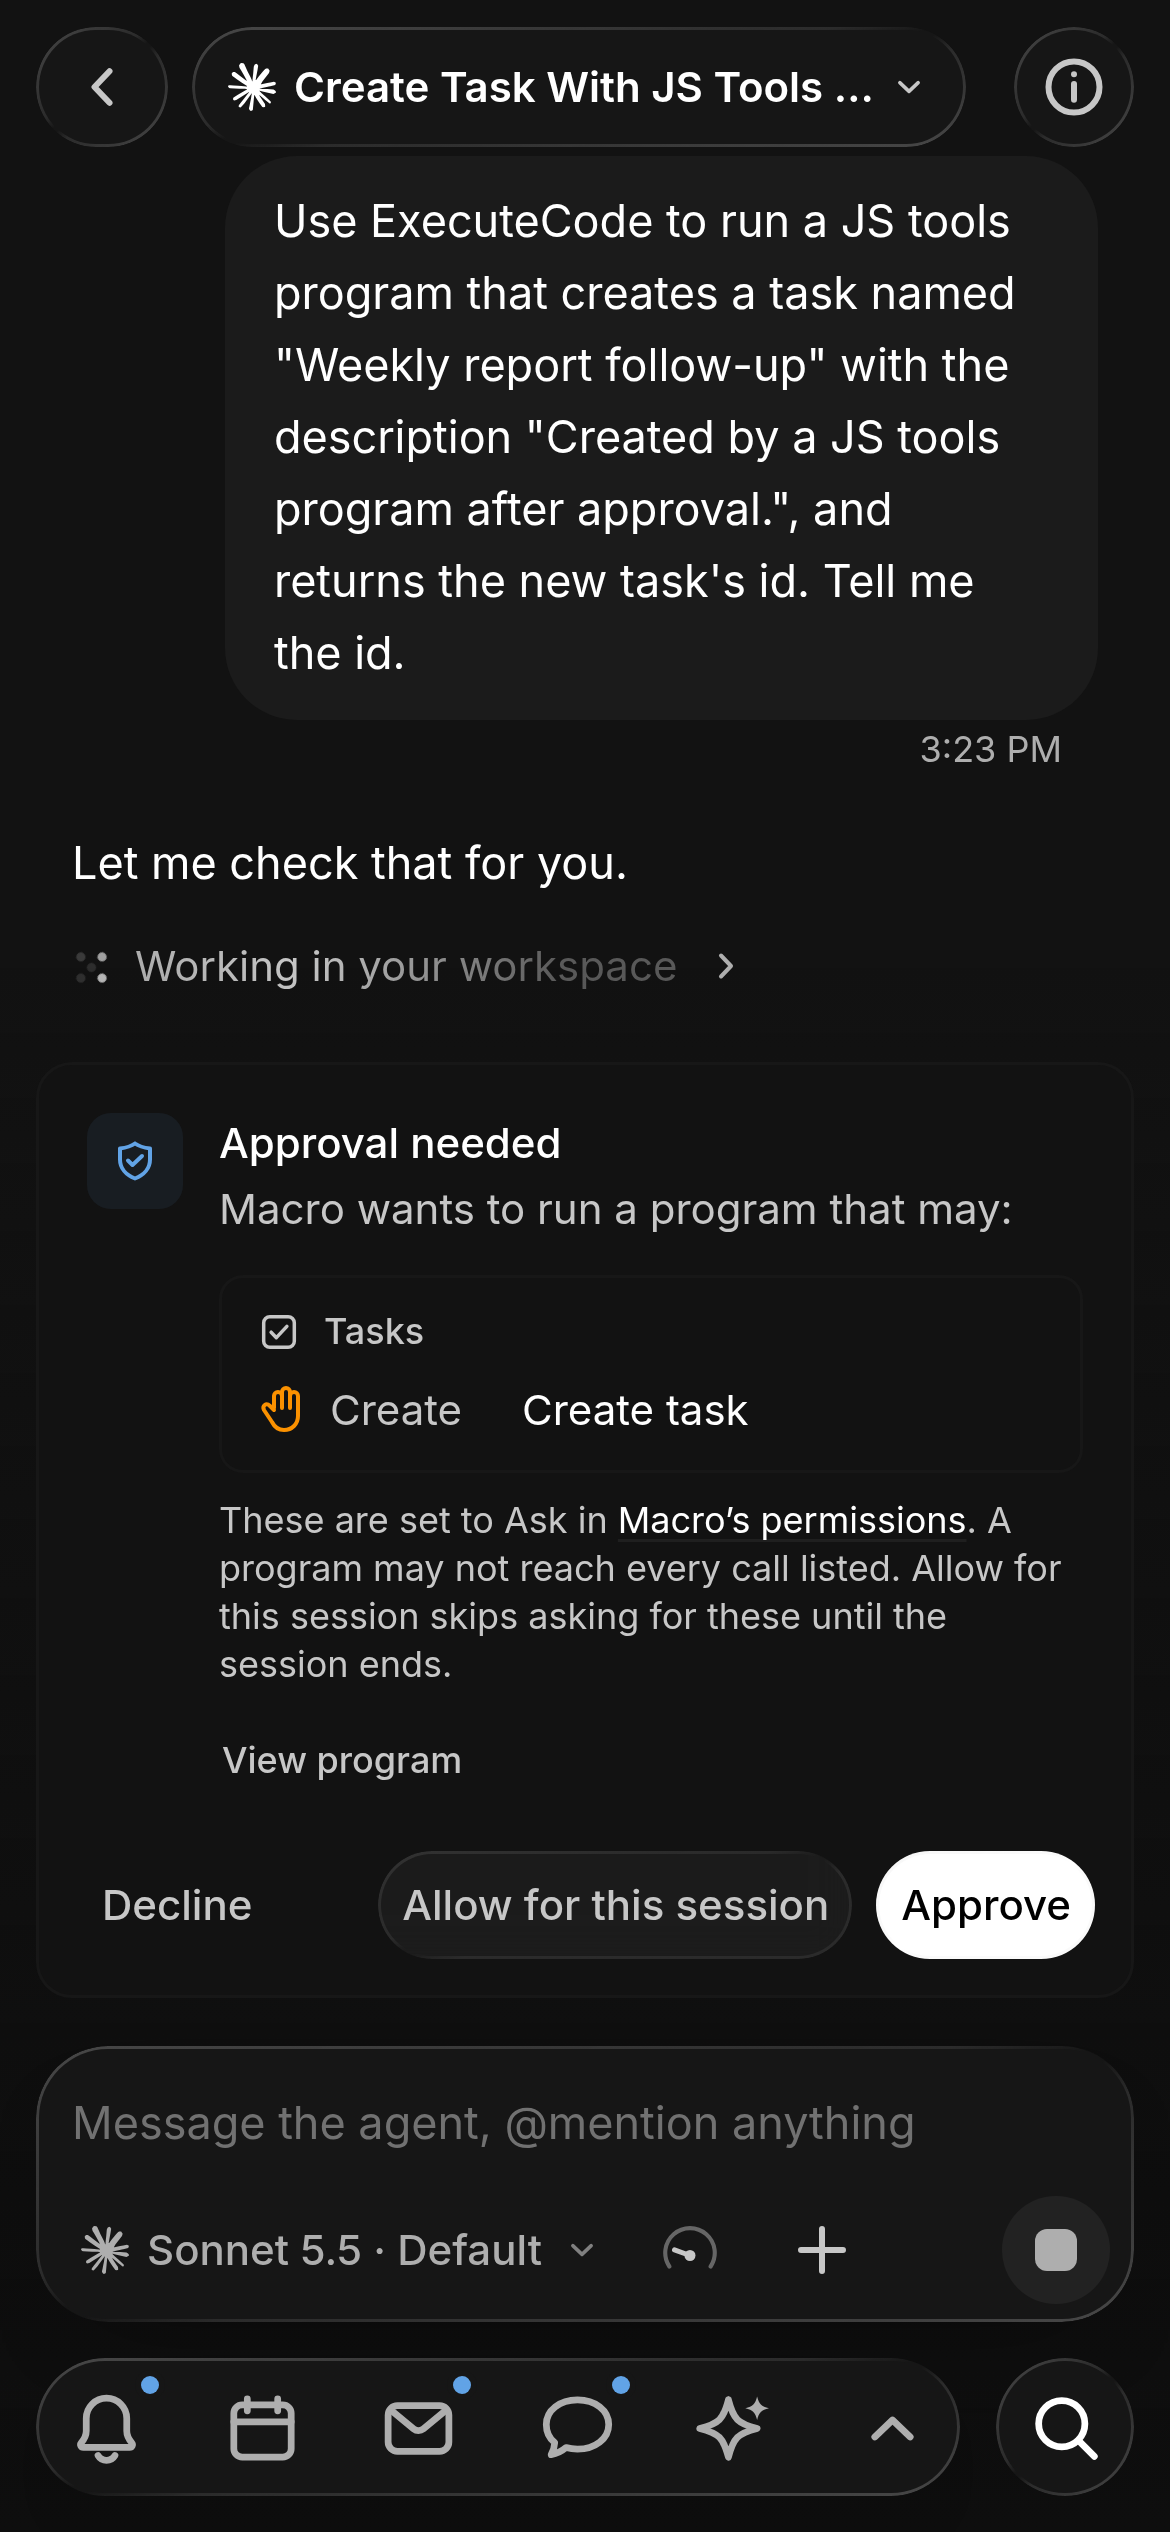 Create Task With JS Tools ...
Use ExecuteCode to run a JS tools
program that creates a task named
"Weekly report follow-up" with the
description "Created by a JS tools
program after approval.", and
returns the new task's id. Tell me
the id.
3:23 PM
Let me check that for you.
Working in your workspace
Approval needed
Macro wants to run a program that may:
Tasks
Create Create task
These are set to Ask in Macro’s permissions. A
program may not reach every call listed. Allow for
this session skips asking for these until the
session ends.
View program
Decline Allow for this session Approve
Message the agent, @mention anything
Sonnet 5.5 · Default